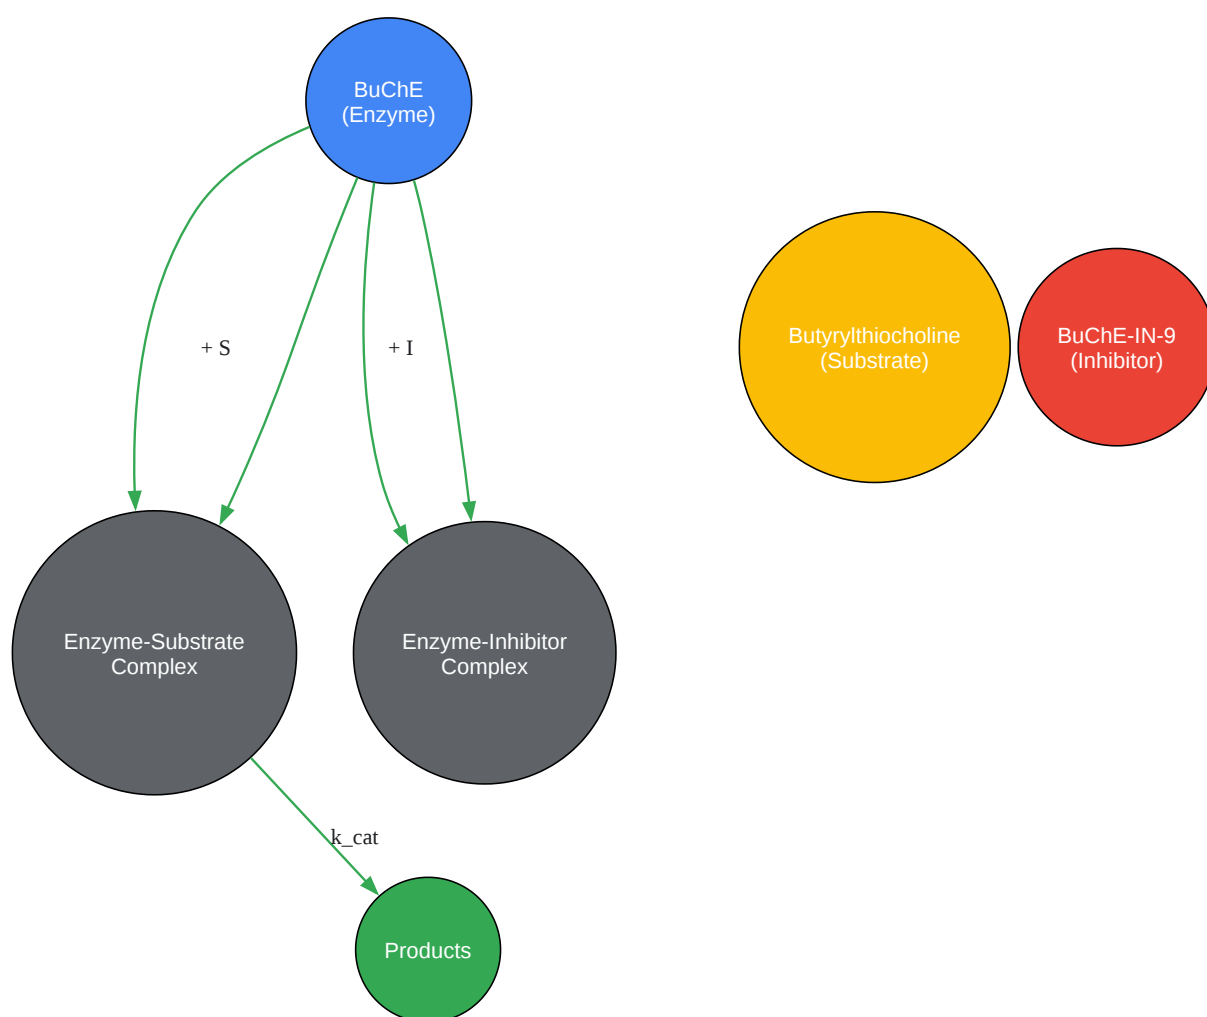 BuChE
(Enzyme)
+ S
+ I
Butyrylthiocholine
(Substrate)
BuChE-IN-9
(Inhibitor)
Enzyme-Substrate
Complex
Enzyme-Inhibitor
Complex
k_cat
Products